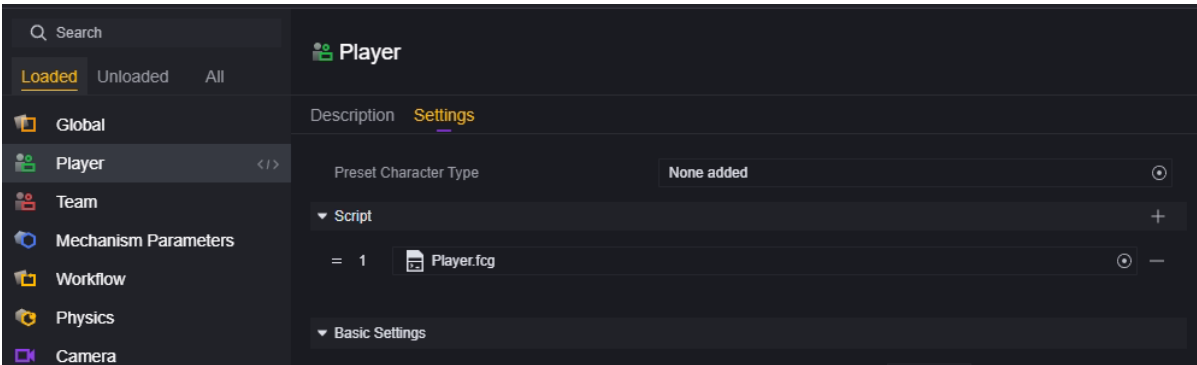 Search
Loaded Unloaded All
Global
Player </>
Team
Mechanism Parameters
Workflow
Physics
Camera
Player
Description Settings
Preset Character Type None added
Script
= 1 Player.fcg
Basic Settings